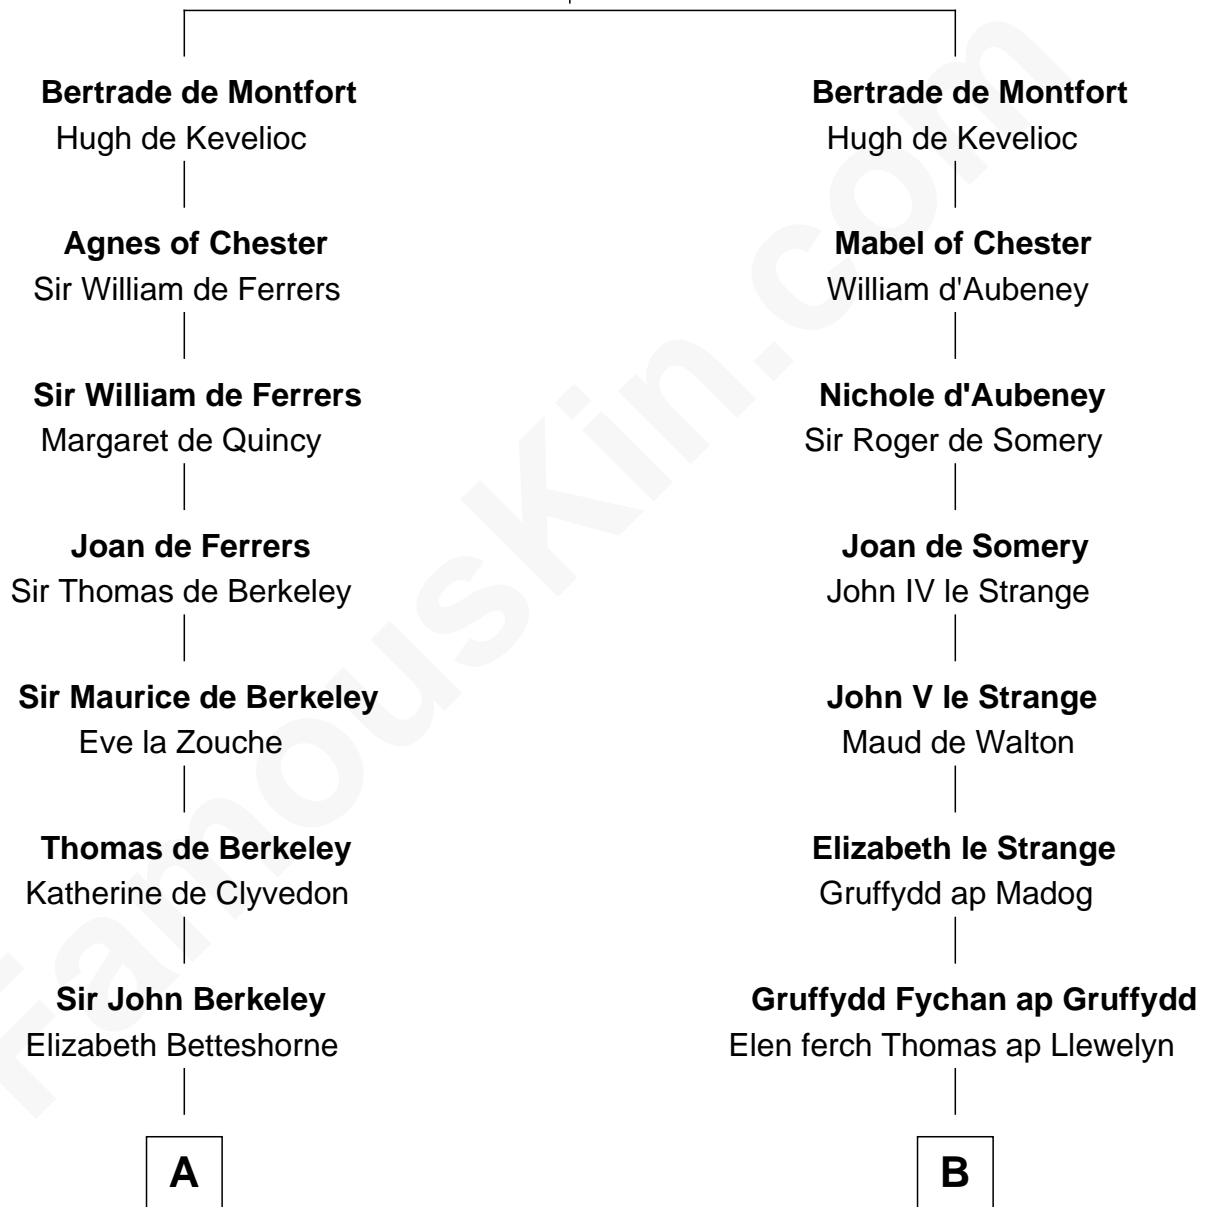 Bertrade de Montfort
Hugh de Kevelioc
Agnes of Chester
Sir William de Ferrers
Sir William de Ferrers
Margaret de Quincy
Joan de Ferrers
Sir Thomas de Berkeley
Sir Maurice de Berkeley
Eve la Zouche
Thomas de Berkeley
Katherine de Clyvedon
Sir John Berkeley
Elizabeth Betteshorne
A
Bertrade de Montfort
Hugh de Kevelioc
Mabel of Chester
William d'Aubeney
Nichole d'Aubeney
Sir Roger de Somery
Joan de Somery
John IV le Strange
John V le Strange
Maud de Walton
Elizabeth le Strange
Gruffydd ap Madog
Gruffydd Fychan ap Gruffydd
Elen ferch Thomas ap Llewelyn
B
FamousKin.com